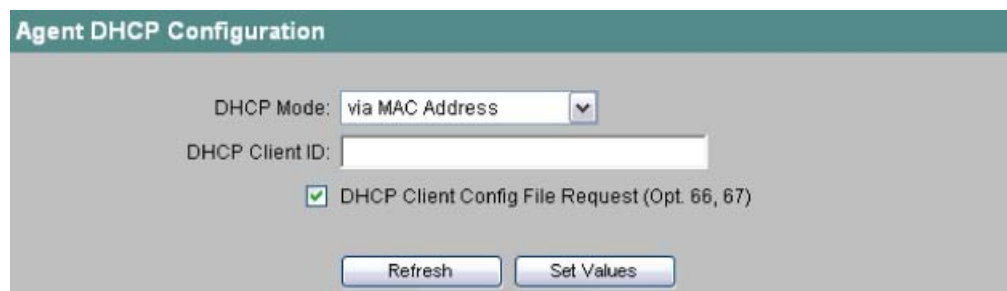 Agent DHCP Configuration
DHCP Mode: via MAC Address
DHCP Client ID:
DHCP Client Config File Request (Opt. 66, 67)
Refresh Set Values